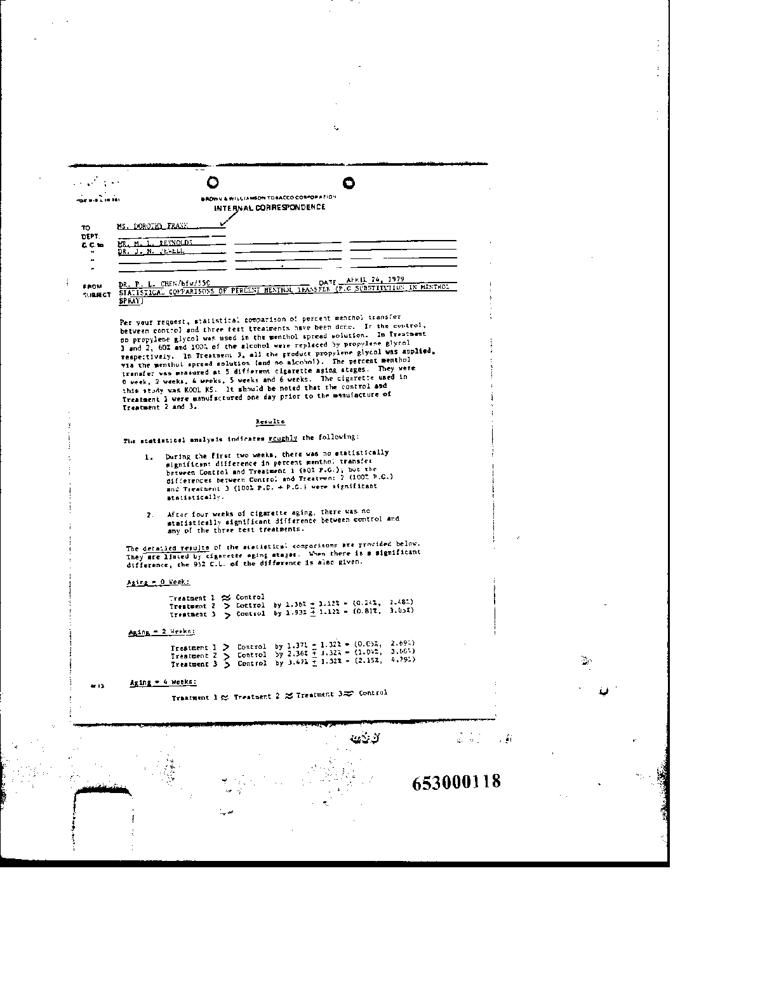 BROWN & WILLIAMSON TOBACCO CORPORATION
INTERNAL CORRESPONDENCE
TO MS. DOROTHY FRANK
DEPT.
C.C. to MR. M. L. REYNOLDS
" DR. J. N. JEWELL
"
"
FROM DR. P. L. CHEN/btw/ DATE APRIL 24, 1979
SUBJECT STATISTICAL COMPARISONS OF PERCENT MENTHOL TRANSFER (P.G SUBSTITUTION IN MENTHOL
SPRAY)
Per your request, statistical comparison of percent menthol transfer
between control and three test treatments have been done. In the control,
no propylene glycol was used in the menthol spread solution. In Treatment
1 and 2, 60% and 100% of the alcohol were replaced by propylene glycol
respectively. In Treatment 3, all the product propylene glycol was applied,
via the menthol spread solution (and no alcohol). The percent menthol
transfer was measured at 5 different cigarette aging stages. They were
0 week, 2 weeks, 4 weeks, 5 weeks and 6 weeks. The cigarette used in
this study was KOOL KS. It should be noted that the control and
Treatment 1 were manufactured one day prior to the manufacture of
Treatment 2 and 3.
Results
The statistical analysis indicates roughly the following:
1. During the first two weeks, there was no statistically
significant difference in percent menthol transfer
between Control and Treatment 1 (60% P.G.), but the
differences between Control and Treatment 2 (100% P.G.)
and Treatment 3 (100% P.G. + P.G.) were significant
statistically.
2. After four weeks of cigarette aging, there was no
statistically significant difference between control and
any of the three test treatments.
The detailed results of the statistical comparisons are provided below.
They are listed by cigarette aging stages. When there is a significant
difference, the 95% C.L. of the difference is also given.
Aging = 0 Week:
Treatment 1 ≈ Control
Treatment 2 > Control by 1.36% ± 1.12% = (0.24%, 2.48%)
Treatment 3 > Control by 1.93% ± 1.12% = (0.81%, 3.05%)
Aging = 2 Weeks:
Treatment 1 > Control by 1.37% ± 1.32% = (0.05%, 2.69%)
Treatment 2 > Control by 2.36% ± 1.32% = (1.04%, 3.68%)
Treatment 3 > Control by 3.47% ± 1.32% = (2.15%, 4.79%)
Aging = 4 Weeks:
Treatment 1 ≈ Treatment 2 ≈ Treatment 3 ≈ Control
653000118